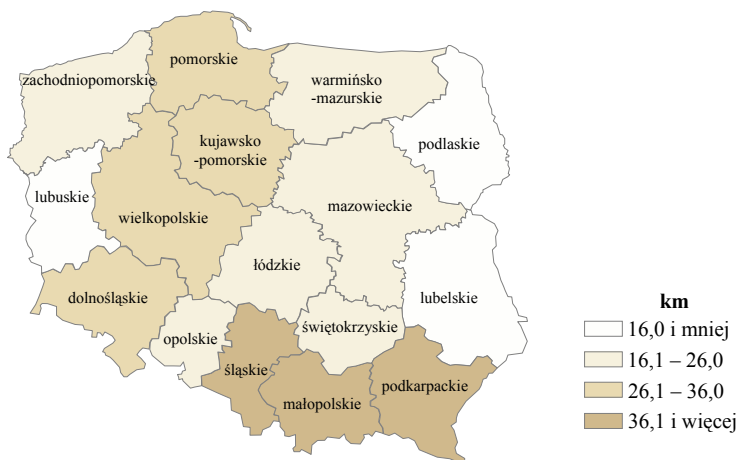 pomorskie
zachodniopomorskie
warmińsko
-mazurskie
kujawsko
-pomorskie
podlaskie
lubuskie
wielkopolskie
mazowieckie
łódzkie
dolnośląskie
lubelskie
opolskie
świętokrzyskie
śląskie
małopolskie
podkarpackie
km
16,0 i mniej
16,1 – 26,0
26,1 – 36,0
36,1 i więcej